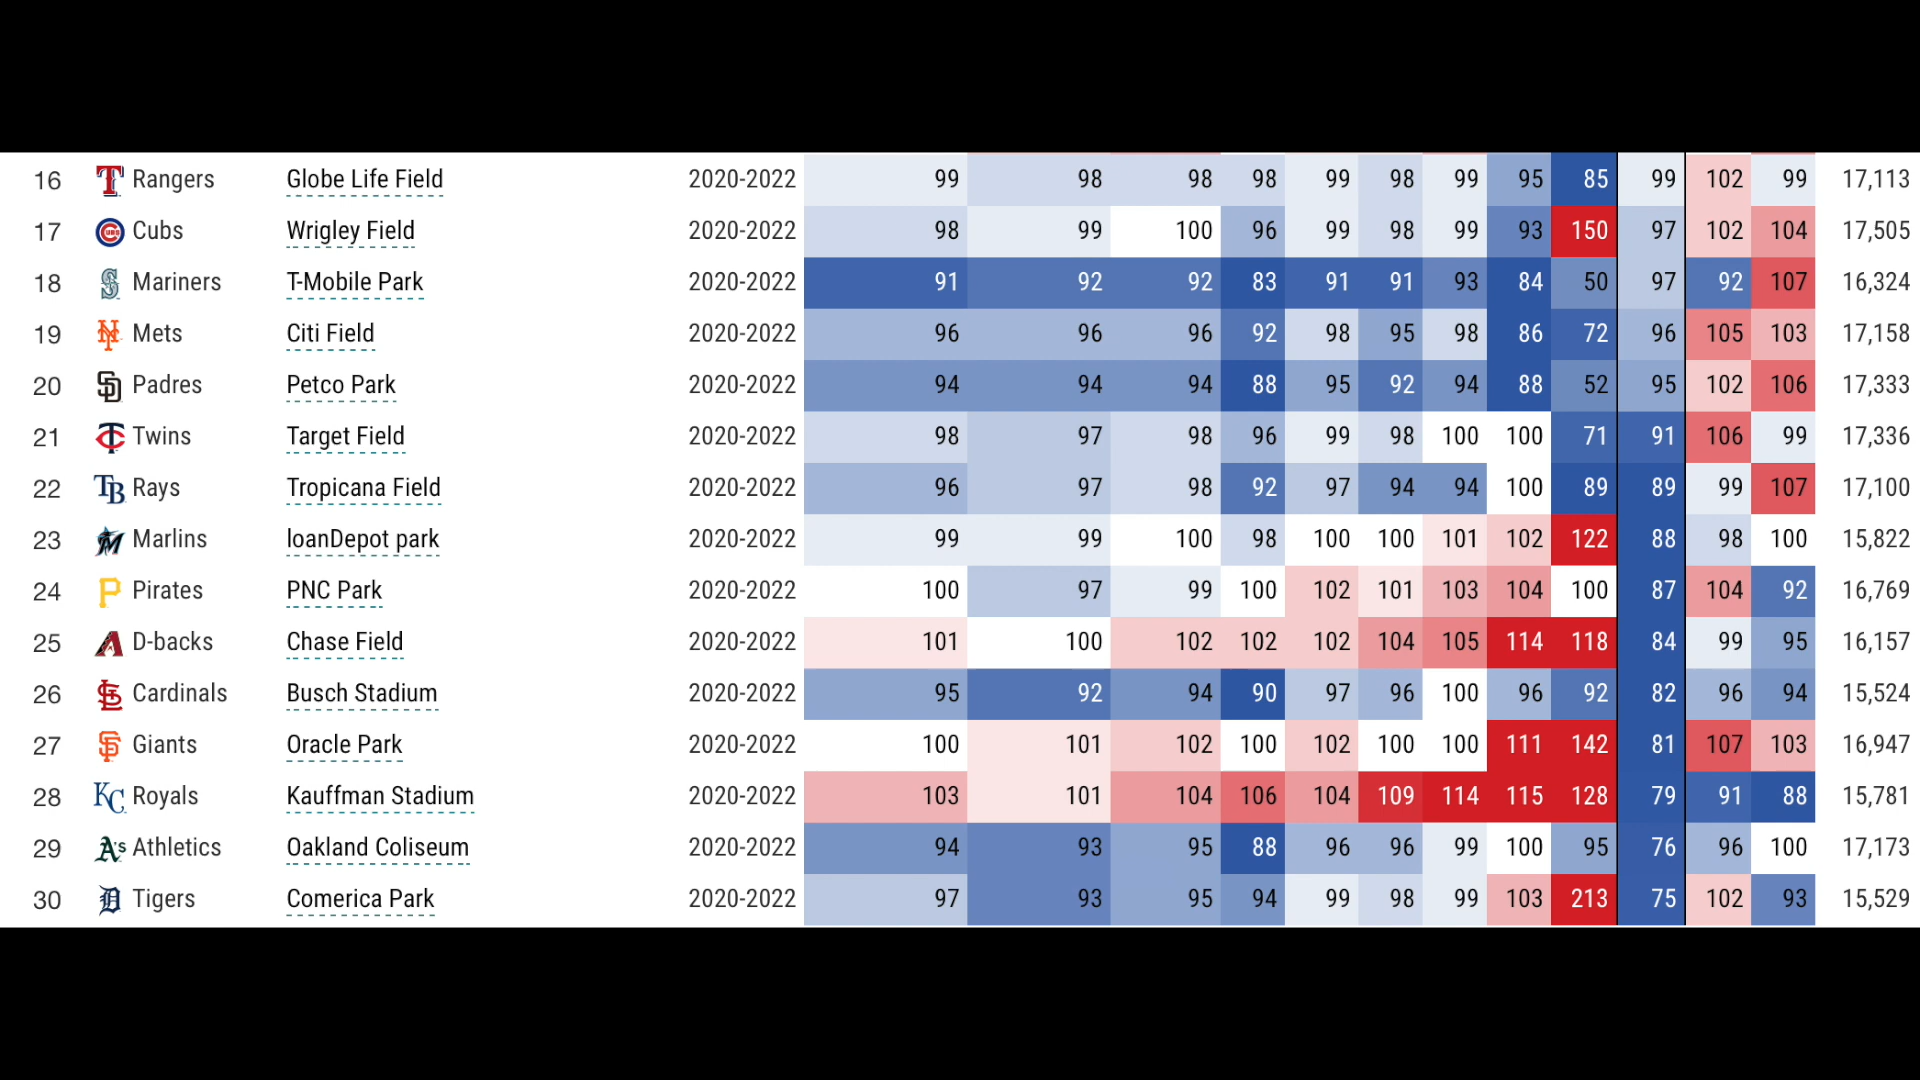 16 Rangers Globe Life Field 2020-2022 99 98 98 98 99 98 99 95 85 99 102 99 17,113
17 Cubs Wrigley Field 2020-2022 98 99 100 96 99 98 99 93 150 97 102 104 17,505
18 Mariners T-Mobile Park 2020-2022 91 92 92 83 91 91 93 84 50 97 92 107 16,324
19 Mets Citi Field 2020-2022 96 96 96 92 98 95 98 86 72 96 105 103 17,158
20 Padres Petco Park 2020-2022 94 94 94 88 95 92 94 88 52 95 102 106 17,333
21 Twins Target Field 2020-2022 98 97 98 96 99 98 100 100 71 91 106 99 17,336
22 Rays Tropicana Field 2020-2022 96 97 98 92 97 94 94 100 89 89 99 107 17,100
23 Marlins loanDepot park 2020-2022 99 99 100 98 100 100 101 102 122 88 98 100 15,822
24 Pirates PNC Park 2020-2022 100 97 99 100 102 101 103 104 100 87 104 92 16,769
25 D-backs Chase Field 2020-2022 101 100 102 102 102 104 105 114 118 84 99 95 16,157
26 Cardinals Busch Stadium 2020-2022 95 92 94 90 97 96 100 96 92 82 96 94 15,524
27 Giants Oracle Park 2020-2022 100 101 102 100 102 100 100 111 142 81 107 103 16,947
28 Royals Kauffman Stadium 2020-2022 103 101 104 106 104 109 114 115 128 79 91 88 15,781
29 Athletics Oakland Coliseum 2020-2022 94 93 95 88 96 96 99 100 95 76 96 100 17,173
30 Tigers Comerica Park 2020-2022 97 93 95 94 99 98 99 103 213 75 102 93 15,529